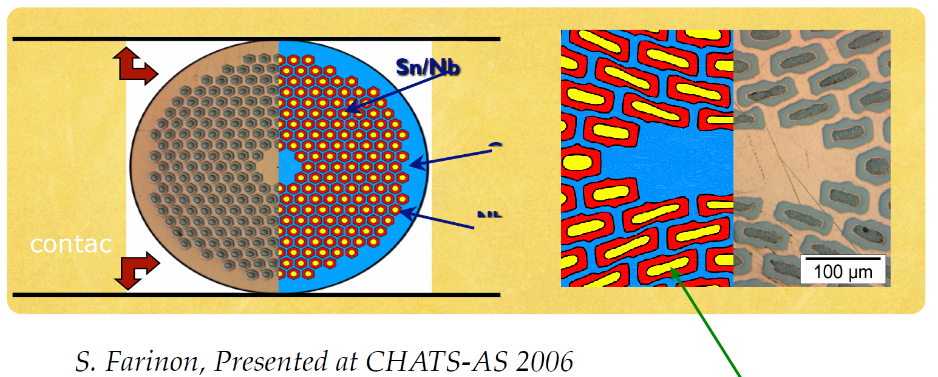 Sn/Nb
contac
100 µm
S. Farinon, Presented at CHATS-AS 2006